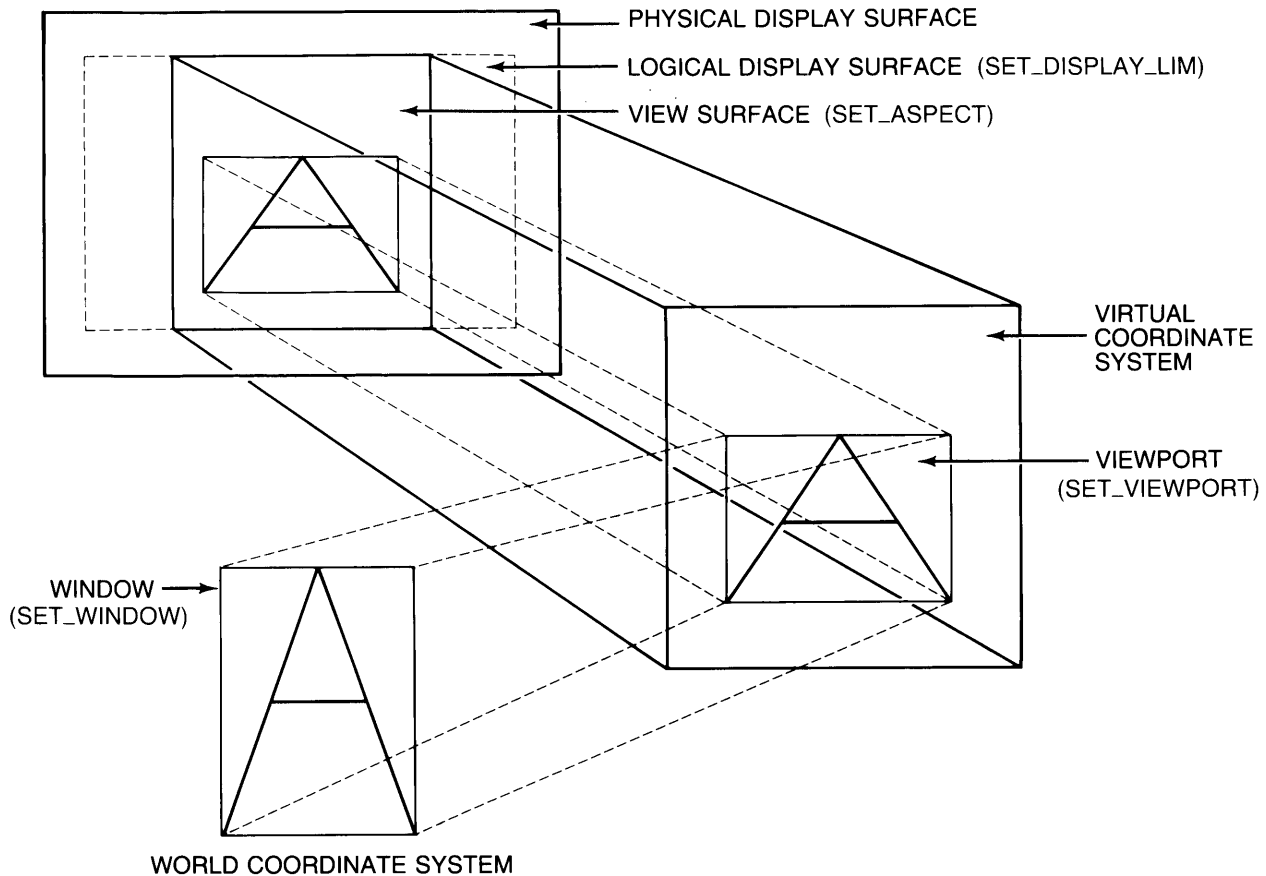 PHYSICAL DISPLAY SURFACE
LOGICAL DISPLAY SURFACE (SET_DISPLAY_LIM)
VIEW SURFACE (SET_ASPECT)
VIRTUAL
COORDINATE
SYSTEM
VIEWPORT
(SET_VIEWPORT)
WINDOW
(SET_WINDOW)
WORLD COORDINATE SYSTEM